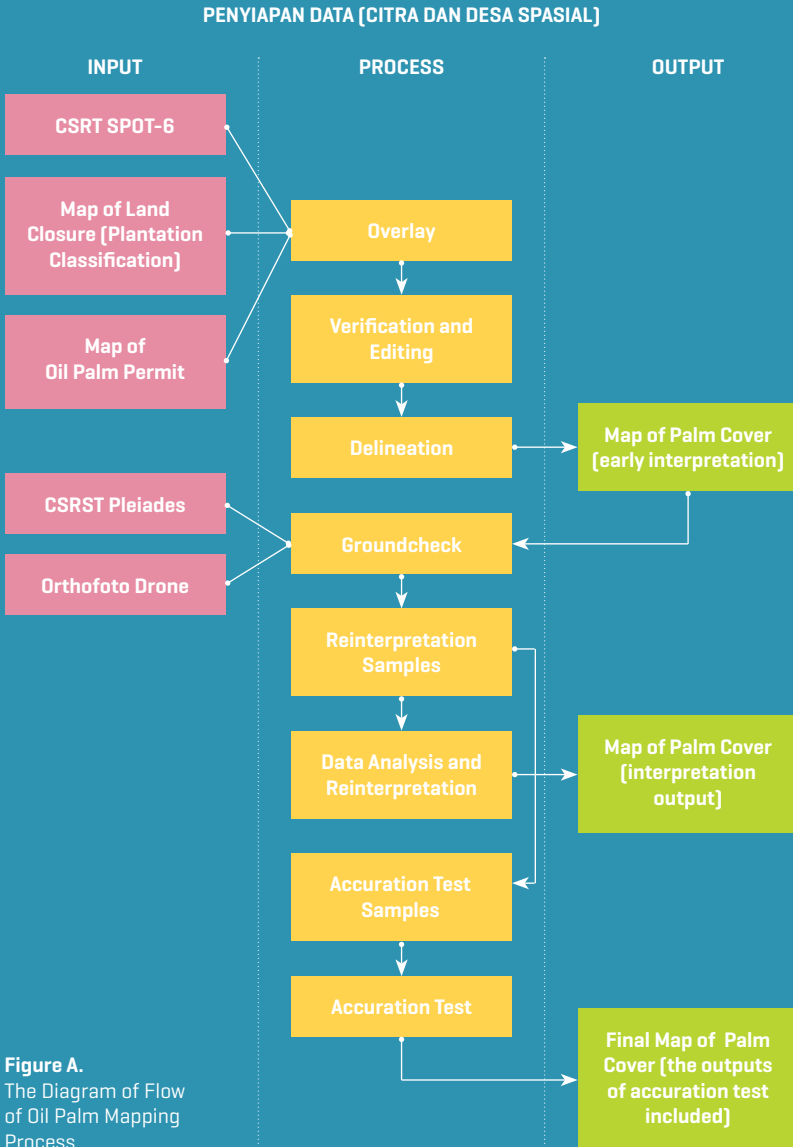 PENYIAPAN DATA (CITRA DAN DESA SPASIAL)
INPUT
PROCESS
OUTPUT
CSRT SPOT-6
Map of Land
Closure (Plantation
Classification)
Map of
Oil Palm Permit
CSRST Pleiades
Orthofoto Drone
Overlay
Verification and
Editing
Delineation
Groundcheck
Reinterpretation
Samples
Data Analysis and
Reinterpretation
Accuration Test
Samples
Accuration Test
Map of Palm Cover
(early interpretation)
Map of Palm Cover
(interpretation
output)
Final Map of Palm
Cover (the outputs
of accuration test
included)
Figure A.
The Diagram of Flow
of Oil Palm Mapping
Process